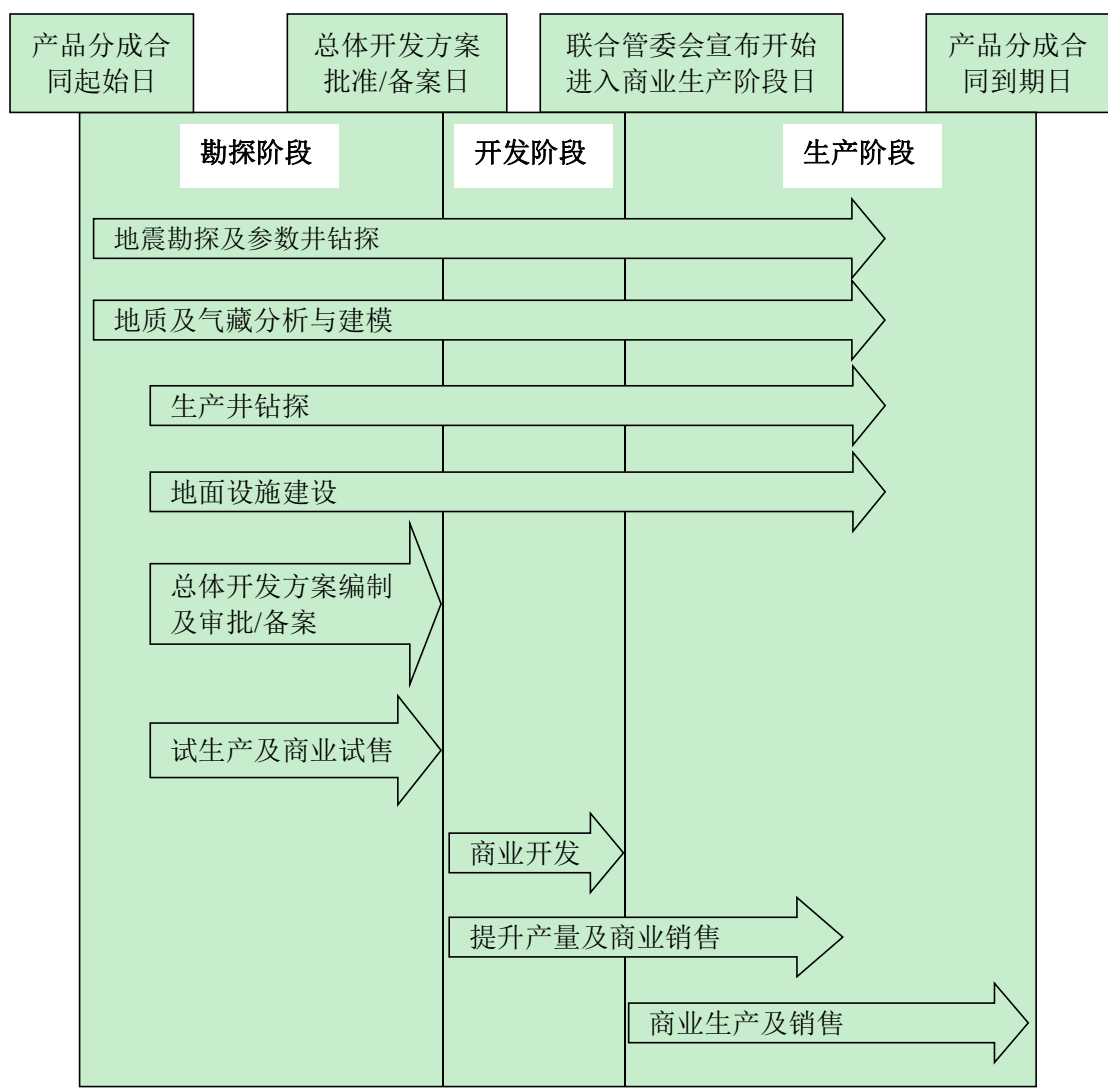 产品分成合
同起始日
总体开发方案
批准/备案日
联合管委会宣布开始
进入商业生产阶段日
产品分成合
同到期日
勘探阶段
开发阶段
生产阶段
地震勘探及参数井钻探
地质及气藏分析与建模
生产井钻探
地面设施建设
总体开发方案编制
及审批/备案
试生产及商业试售
商业开发
提升产量及商业销售
商业生产及销售